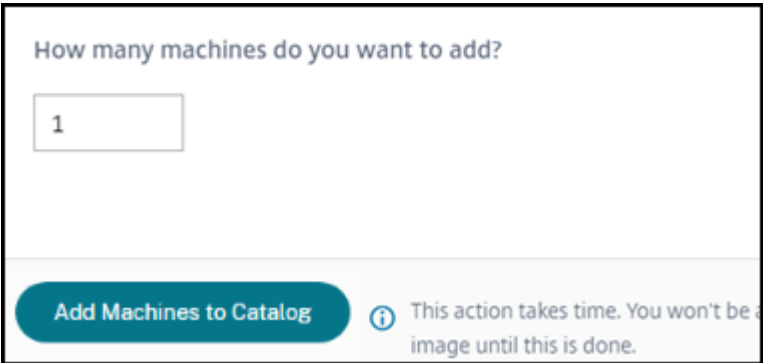 How many machines do you want to add?
1
Add Machines to Catalog
This action takes time. You won't be
image until this is done.